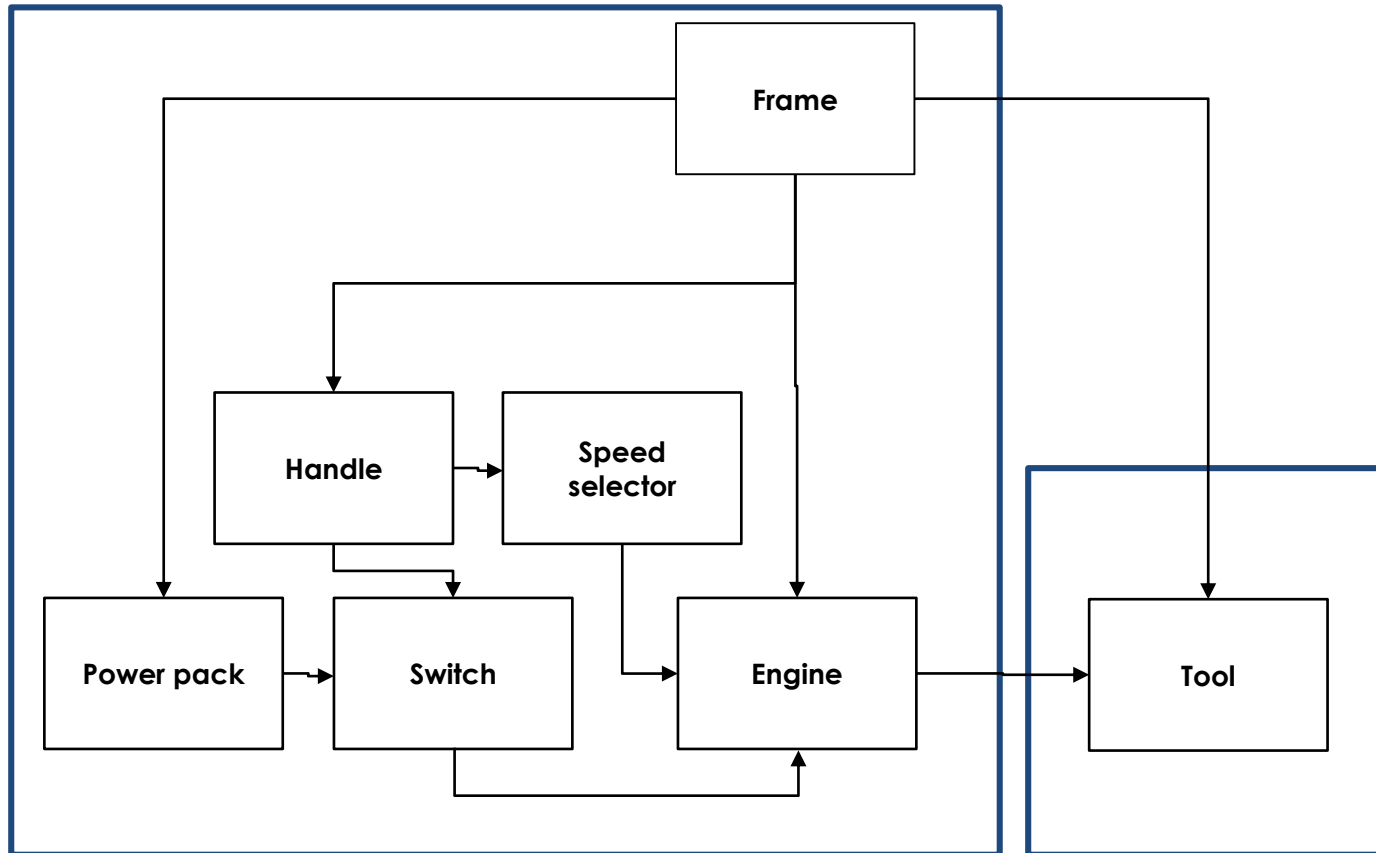 Frame
Handle
Speed
selector
Power pack
Switch
Engine
Tool